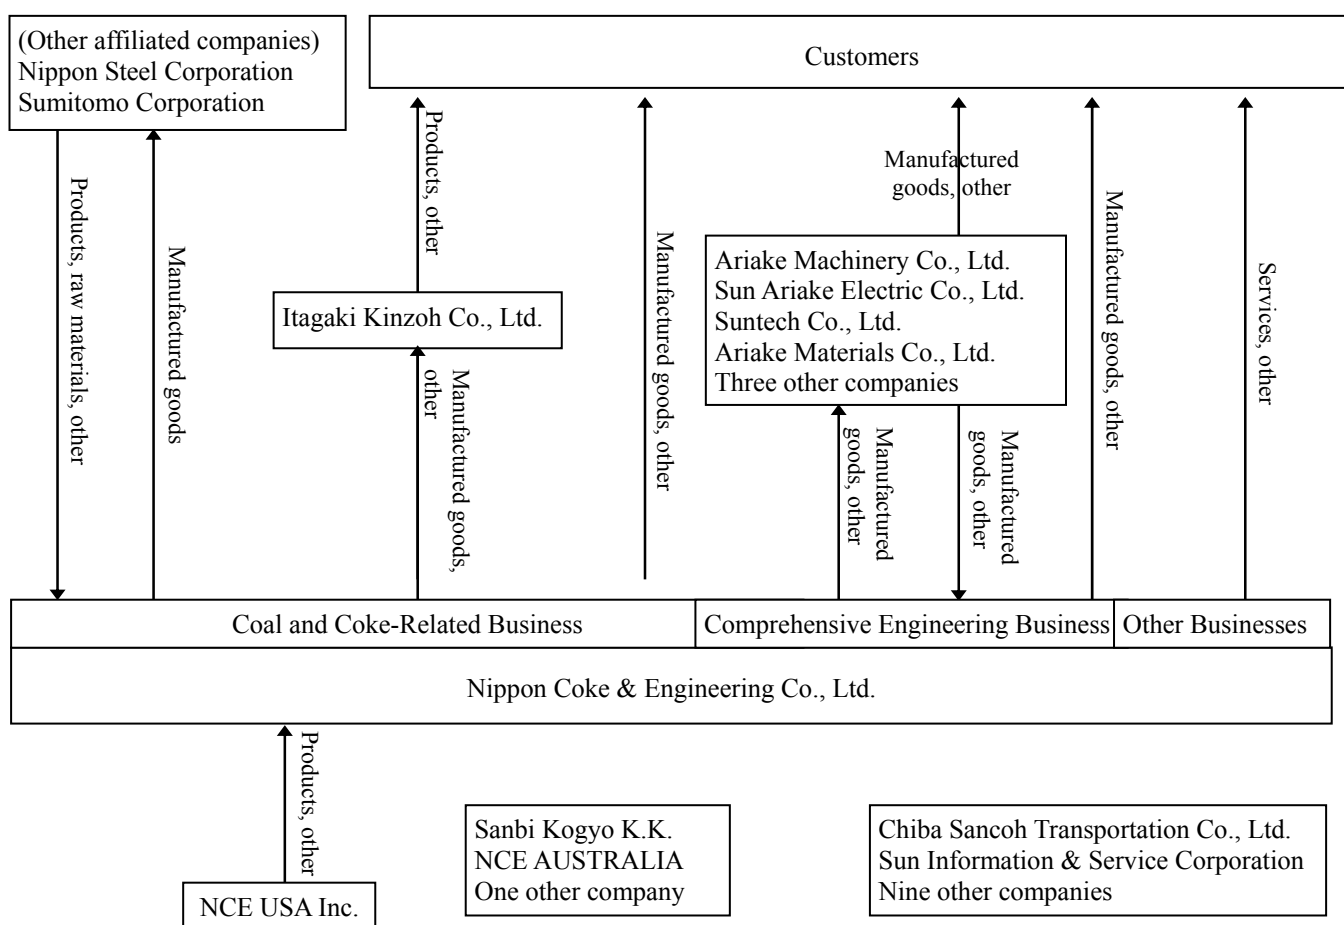 (Other affiliated companies)
Nippon Steel Corporation
Sumitomo Corporation
Customers
Products, raw materials, other
Manufactured goods
Products, other
Itagaki Kinzoh Co., Ltd.
Manufactured goods,
other
Manufactured goods, other
Manufactured
goods, other
Ariake Machinery Co., Ltd.
Sun Ariake Electric Co., Ltd.
Suntech Co., Ltd.
Ariake Materials Co., Ltd.
Three other companies
Manufactured
goods, other
Manufactured
goods, other
Manufactured goods, other
Services, other
Coal and Coke-Related Business
Comprehensive Engineering Business
Other Businesses
Nippon Coke & Engineering Co., Ltd.
Products, other
NCE USA Inc.
Sanbi Kogyo K.K.
NCE AUSTRALIA
One other company
Chiba Sancoh Transportation Co., Ltd.
Sun Information & Service Corporation
Nine other companies